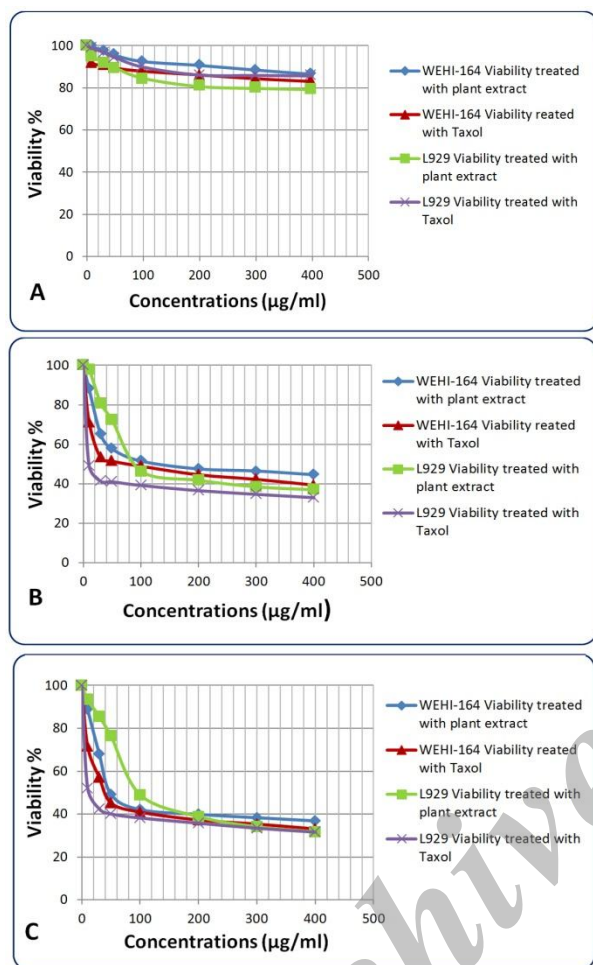 100
80
60
40
20
0
Viability %
0 100 200 300 400 500
Concentrations (µg/ml)
A
WEHI-164 Viability treated
with plant extract
WEHI-164 Viability reated
with Taxol
L929 Viability treated with
plant extract
L929 Viability treated with
Taxol
100
80
60
40
20
0
Viability %
0 100 200 300 400 500
Concentrations (µg/ml)
B
WEHI-164 Viability treated
with plant extract
WEHI-164 Viability reated
with Taxol
L929 Viability treated with
plant extract
L929 Viability treated with
Taxol
100
80
60
40
20
0
Viability %
0 100 200 300 400 500
Concentrations (µg/ml)
C
WEHI-164 Viability treated
with plant extract
WEHI-164 Viability reated
with Taxol
L929 Viability treated with
plant extract
L929 Viability treated with
Taxol